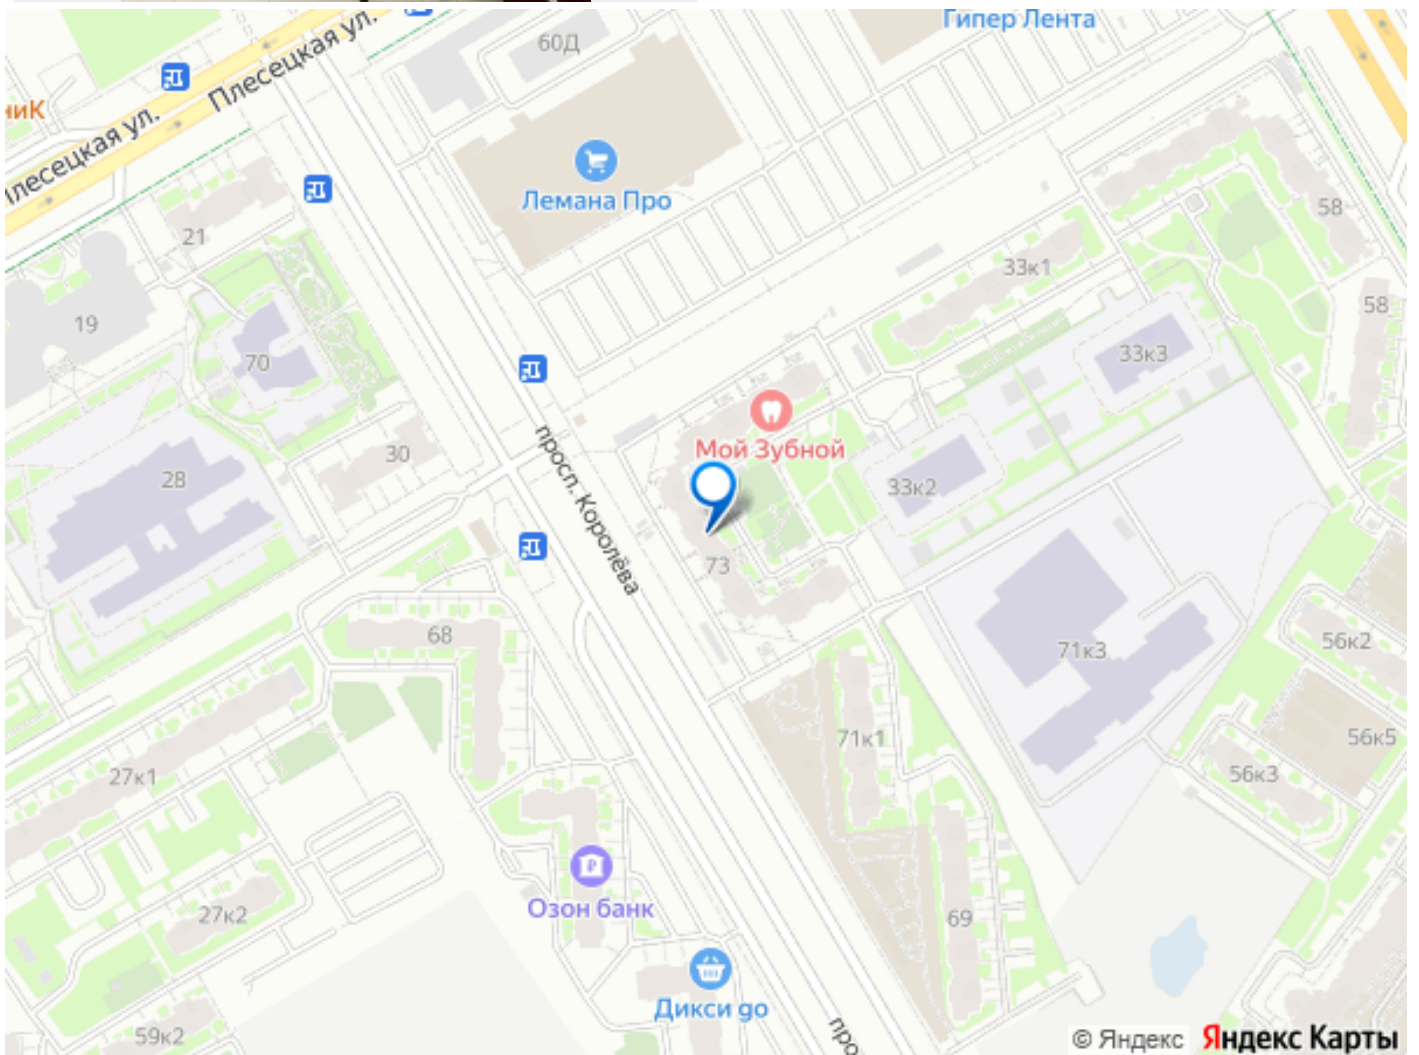 Гипер Лента
60Д
Плесецкая ул.
Плесецкая ул.
ниК
Лемана Про
21
58
33к1
58
19
70
33к3
Мой Зубной
30
28
33к2
просп. Королёва
73
68
71к3
56к2
71к1
56к5
27к1
56к3
27к2
Озон банк
69
Дикси go
59к2
про
© Яндекс Яндекс Карты